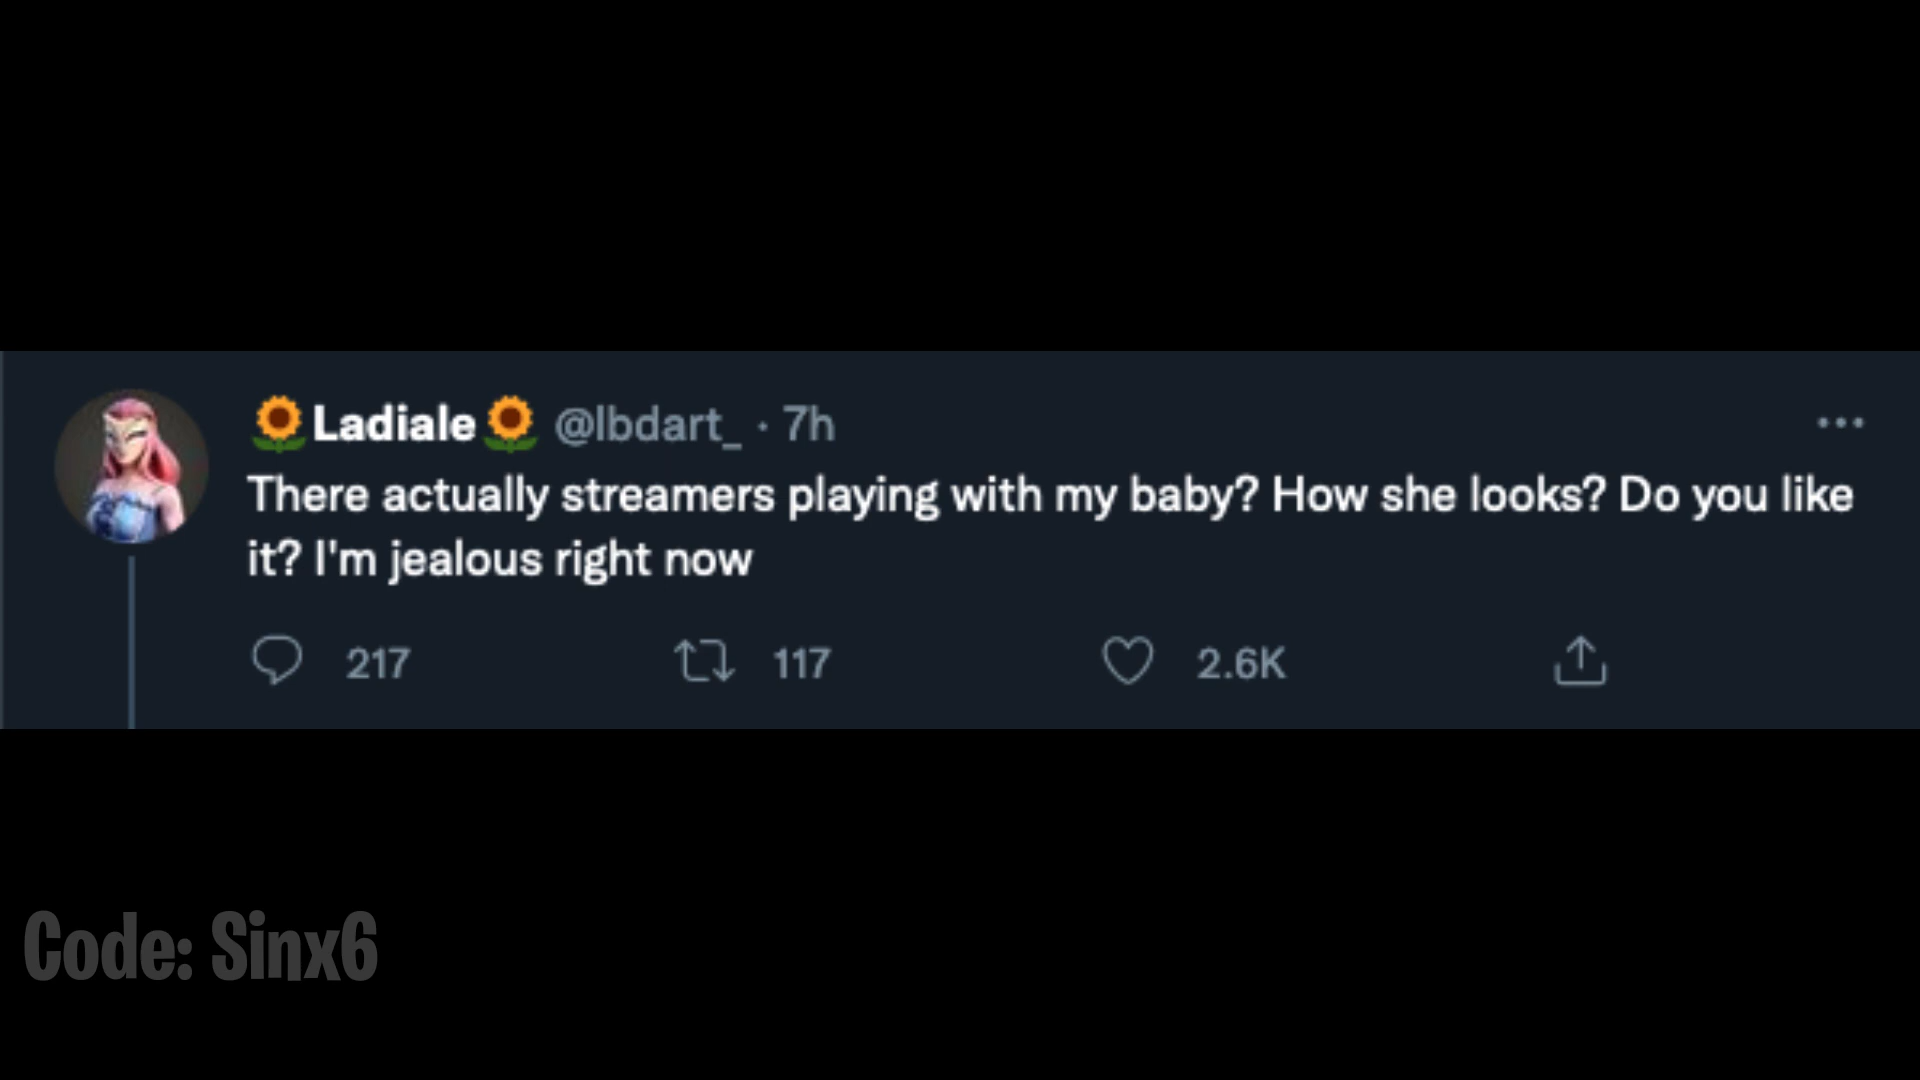 🌻Ladiale🌻 @lbdart_ · 7h
There actually streamers playing with my baby? How she looks? Do you like
it? I'm jealous right now
217 117 2.6K
Code: Sinx6